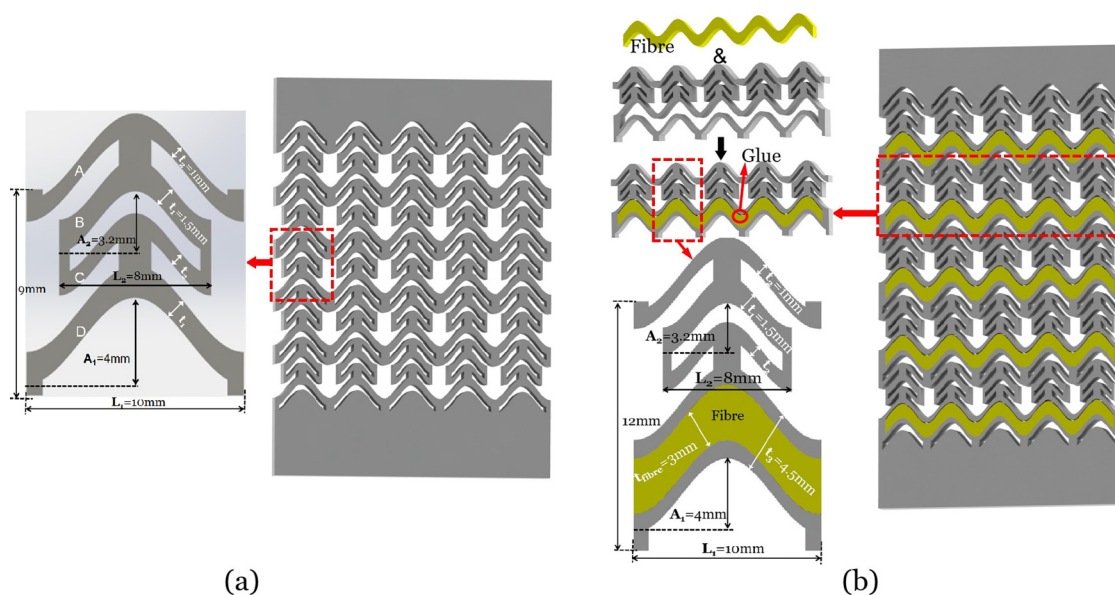 A
t₂=1mm
B
t₁=1.5mm
A₂=3.2mm
C
L₂=8mm
9mm
D
t₁
A₁=4mm
L₁=10mm
(a)
Fibre
&
Glue
t₂=1mm
t₁=1.5mm
A₂=3.2mm
L₂=8mm
12mm
Fibre
tfibre=3mm
t₃=4.5mm
A₁=4mm
L₁=10mm
(b)